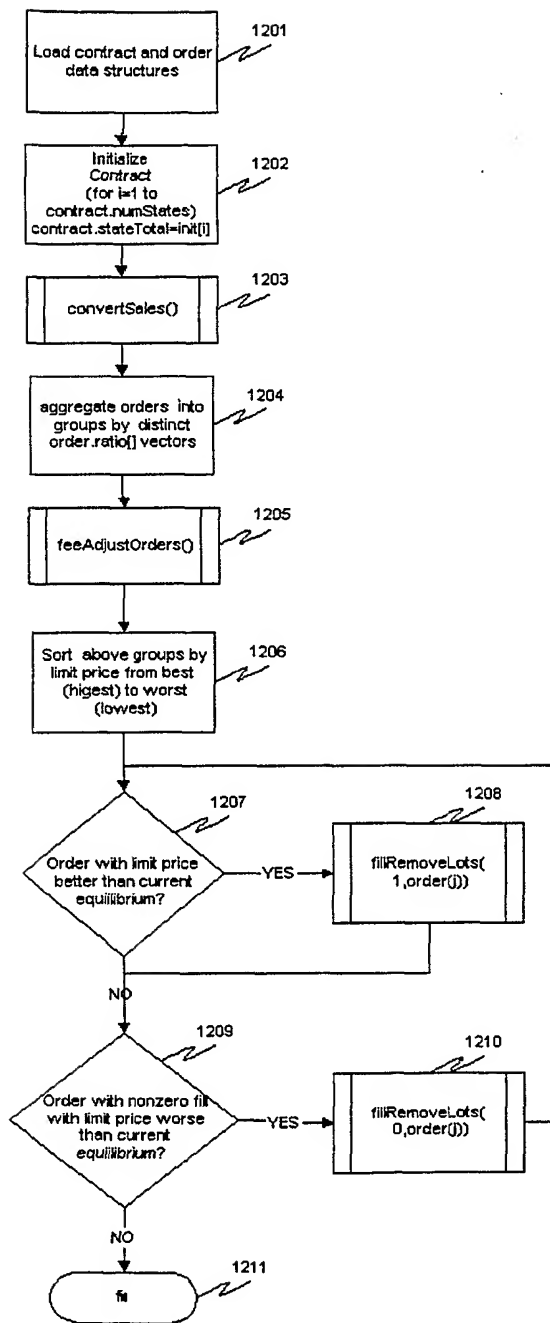 1201
Load contract and order
data structures
1202
Initialize
Contract
(for i=1 to
contract.numStates)
contract.stateTotal=init[i]
1203
convertSales()
1204
aggregate orders into
groups by distinct
order.ratio[] vectors
1205
feeAdjustOrders()
1206
Sort above groups by
limit price from best
(higest) to worst
(lowest)
1207
Order with limit price
better than current
equilibrium?
YES
1208
fillRemoveLots(
1,order(j))
NO
1209
Order with nonzero fill
with limit price worse
than current
equilibrium?
YES
1210
fillRemoveLots(
0,order(j))
NO
1211